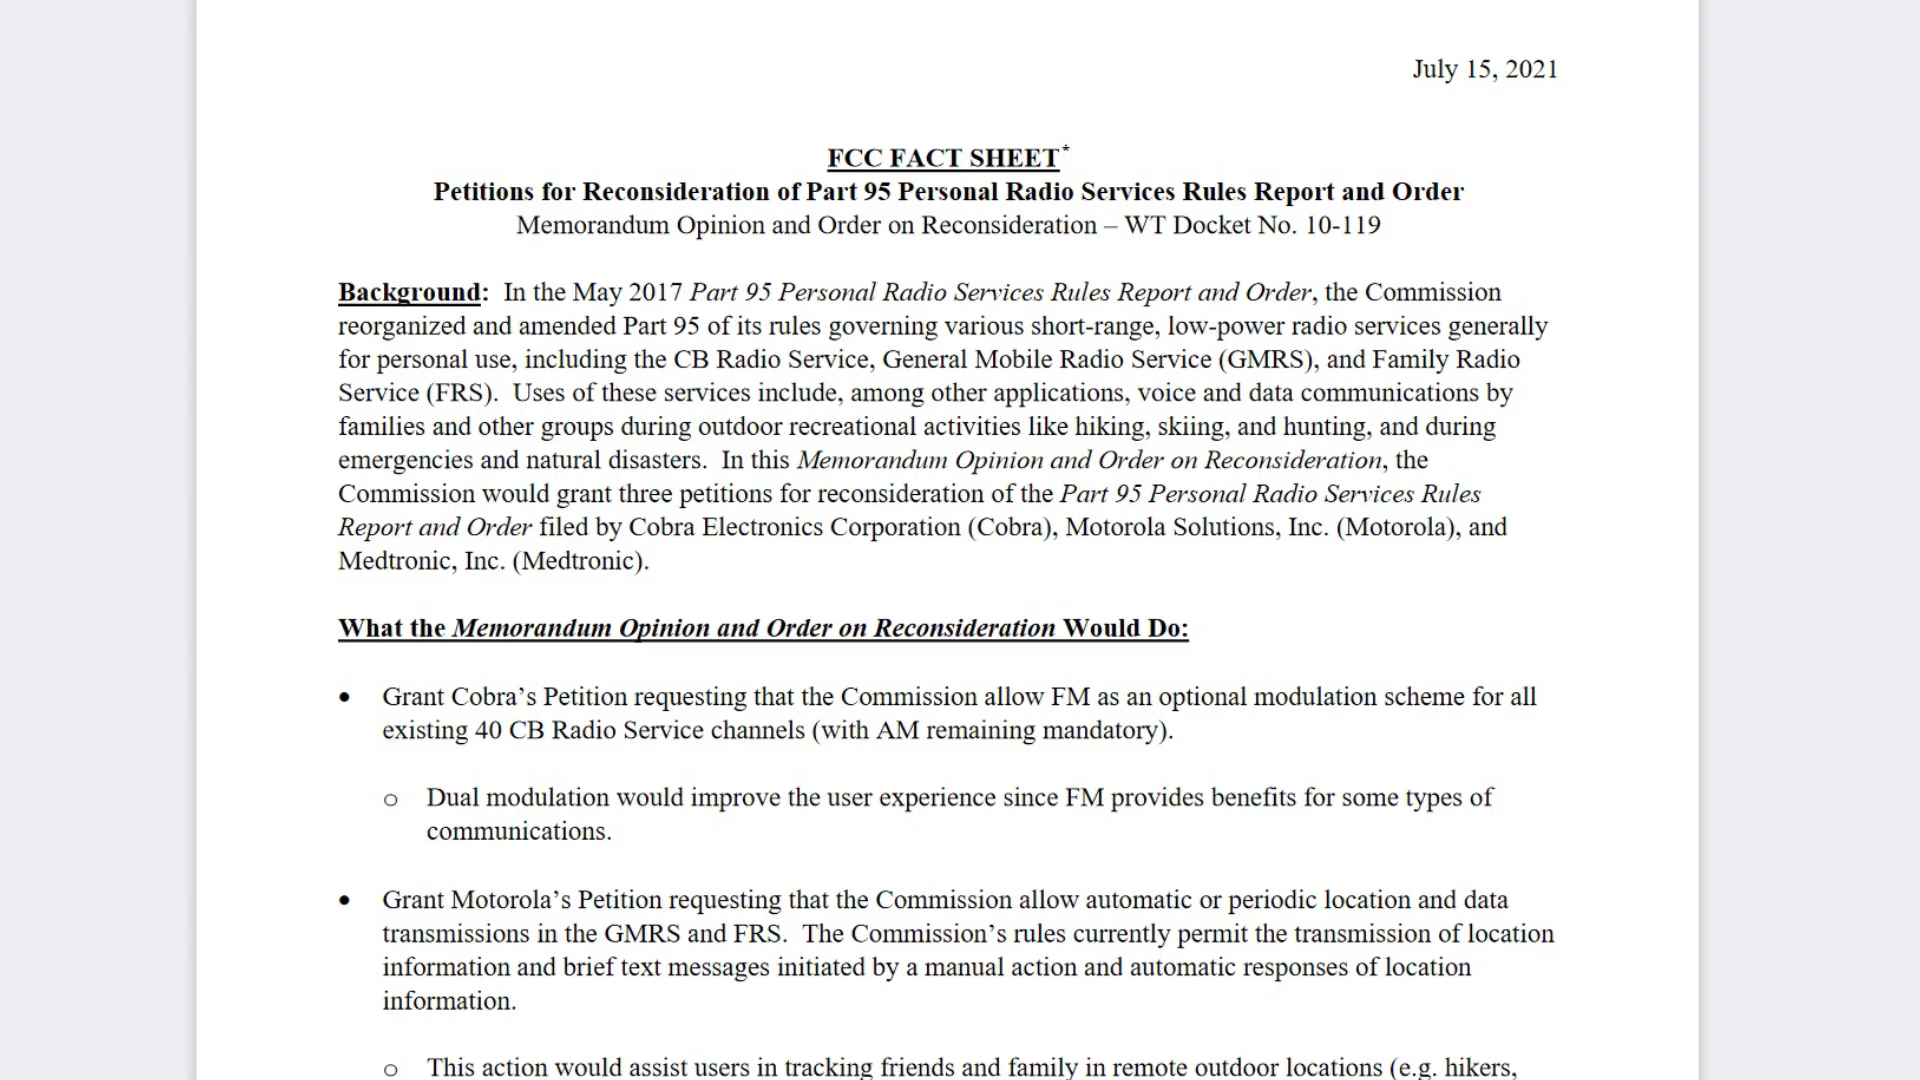 July 15, 2021
FCC FACT SHEET*
Petitions for Reconsideration of Part 95 Personal Radio Services Rules Report and Order
Memorandum Opinion and Order on Reconsideration – WT Docket No. 10-119
Background:  In the May 2017 Part 95 Personal Radio Services Rules Report and Order, the Commission
reorganized and amended Part 95 of its rules governing various short-range, low-power radio services generally
for personal use, including the CB Radio Service, General Mobile Radio Service (GMRS), and Family Radio
Service (FRS).  Uses of these services include, among other applications, voice and data communications by
families and other groups during outdoor recreational activities like hiking, skiing, and hunting, and during
emergencies and natural disasters.  In this Memorandum Opinion and Order on Reconsideration, the
Commission would grant three petitions for reconsideration of the Part 95 Personal Radio Services Rules
Report and Order filed by Cobra Electronics Corporation (Cobra), Motorola Solutions, Inc. (Motorola), and
Medtronic, Inc. (Medtronic).
What the Memorandum Opinion and Order on Reconsideration Would Do:
• Grant Cobra’s Petition requesting that the Commission allow FM as an optional modulation scheme for all
existing 40 CB Radio Service channels (with AM remaining mandatory).
o Dual modulation would improve the user experience since FM provides benefits for some types of
communications.
• Grant Motorola’s Petition requesting that the Commission allow automatic or periodic location and data
transmissions in the GMRS and FRS.  The Commission’s rules currently permit the transmission of location
information and brief text messages initiated by a manual action and automatic responses of location
information.
o This action would assist users in tracking friends and family in remote outdoor locations (e.g. hikers,